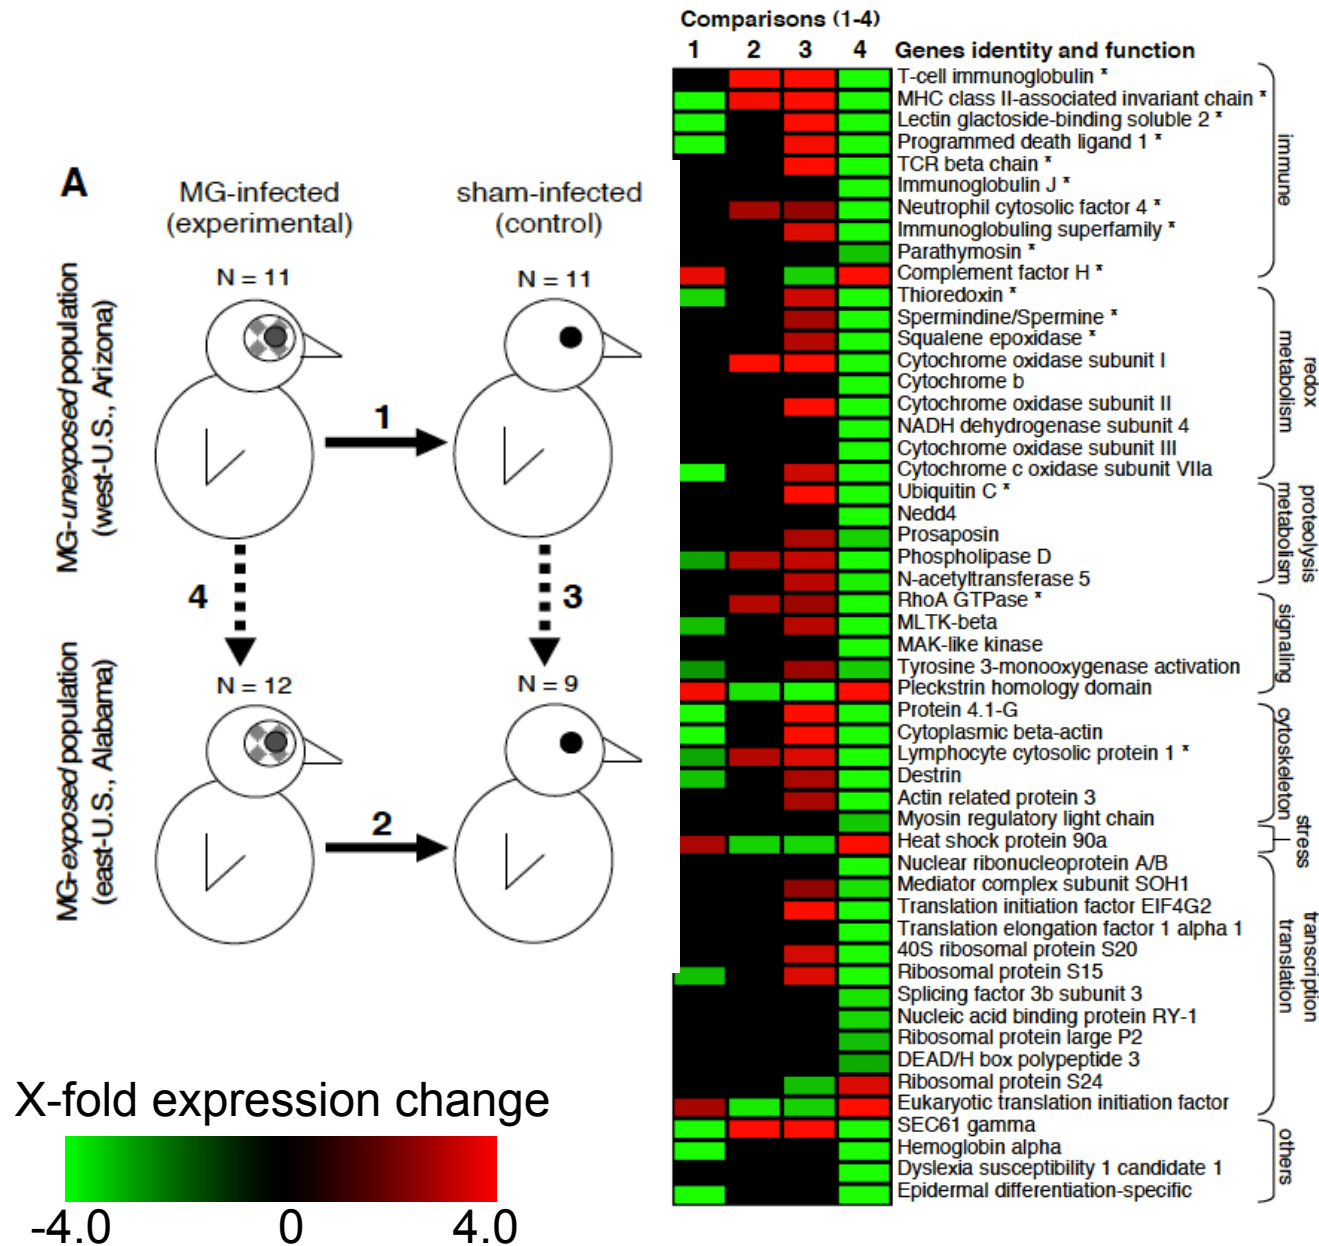 Comparisons (1-4)
1 2 3 4 Genes identity and function
T-cell immunoglobulin *
MHC class II-associated invariant chain *
Lectin glactoside-binding soluble 2 *
Programmed death ligand 1 *
TCR beta chain *
Immunoglobulin J *
Neutrophil cytosolic factor 4 *
Immunoglobuling superfamily *
Parathymosin *
Complement factor H *
immune
Thioredoxin *
Spermindine/Spermine *
Squalene epoxidase *
Cytochrome oxidase subunit I
Cytochrome b
Cytochrome oxidase subunit II
NADH dehydrogenase subunit 4
Cytochrome oxidase subunit III
Cytochrome c oxidase subunit VIIa
redox
metabolism
Ubiquitin C *
Nedd4
Prosaposin
Phospholipase D
N-acetyltransferase 5
proteolysis
metabolism
RhoA GTPase *
MLTK-beta
MAK-like kinase
Tyrosine 3-monooxygenase activation
Pleckstrin homology domain
signaling
Protein 4.1-G
Cytoplasmic beta-actin
Lymphocyte cytosolic protein 1 *
Destrin
Actin related protein 3
Myosin regulatory light chain
cytoskeleton
Heat shock protein 90a
stress
Nuclear ribonucleoprotein A/B
Mediator complex subunit SOH1
Translation initiation factor EIF4G2
Translation elongation factor 1 alpha 1
40S ribosomal protein S20
Ribosomal protein S15
Splicing factor 3b subunit 3
Nucleic acid binding protein RY-1
Ribosomal protein large P2
DEAD/H box polypeptide 3
Ribosomal protein S24
Eukaryotic translation initiation factor
transcription
translation
SEC61 gamma
Hemoglobin alpha
Dyslexia susceptibility 1 candidate 1
Epidermal differentiation-specific
others
A
MG-infected
(experimental)
sham-infected
(control)
N = 11
N = 11
MG-unexposed population
(west-U.S., Arizona)
1
4
3
N = 12
N = 9
MG-exposed population
(east-U.S., Alabama)
2
X-fold expression change
-4.0 0 4.0